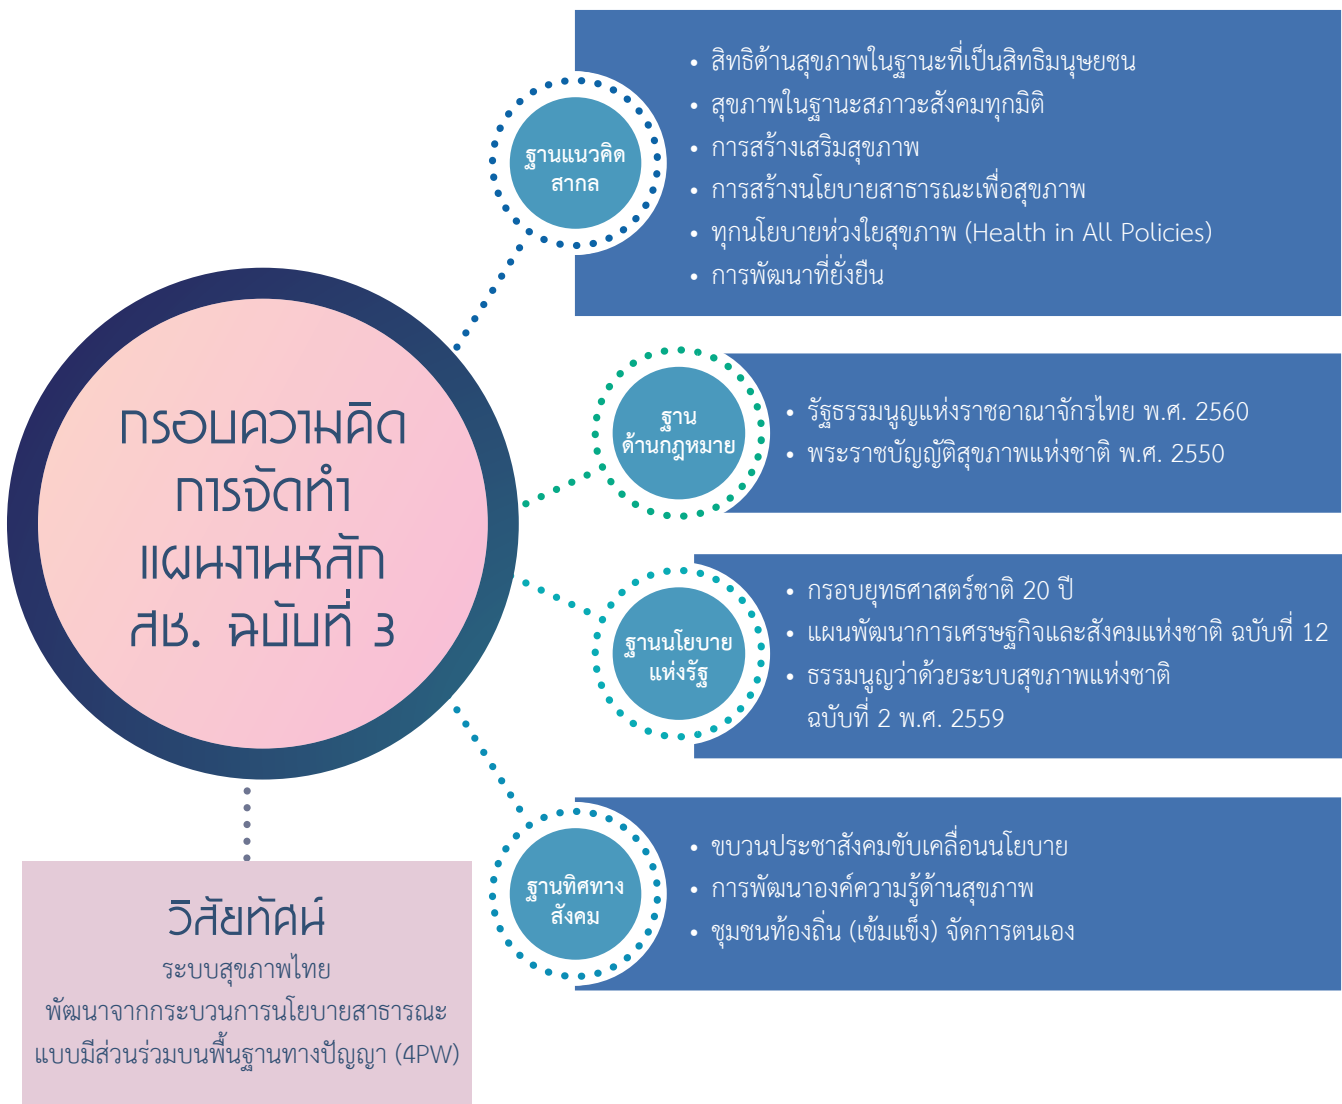 กรอบความคิด
การจัดทำ
แผนงานหลัก
สช. ฉบับที่ 3
วิสัยทัศน์
ระบบสุขภาพไทย
พัฒนาจากกระบวนการนโยบายสาธารณะ
แบบมีส่วนร่วมบนพื้นฐานทางปัญญา (4PW)
ฐานแนวคิด
สากล
• สิทธิด้านสุขภาพในฐานะที่เป็นสิทธิมนุษยชน
• สุขภาพในฐานะสภาวะสังคมทุกมิติ
• การสร้างเสริมสุขภาพ
• การสร้างนโยบายสาธารณะเพื่อสุขภาพ
• ทุกนโยบายห่วงใยสุขภาพ (Health in All Policies)
• การพัฒนาที่ยั่งยืน
ฐาน
ด้านกฎหมาย
• รัฐธรรมนูญแห่งราชอาณาจักรไทย พ.ศ. 2560
• พระราชบัญญัติสุขภาพแห่งชาติ พ.ศ. 2550
ฐานนโยบาย
แห่งรัฐ
• กรอบยุทธศาสตร์ชาติ 20 ปี
• แผนพัฒนาการเศรษฐกิจและสังคมแห่งชาติ ฉบับที่ 12
• ธรรมนูญว่าด้วยระบบสุขภาพแห่งชาติ
ฉบับที่ 2 พ.ศ. 2559
ฐานทิศทาง
สังคม
• ขบวนประชาสังคมขับเคลื่อนนโยบาย
• การพัฒนาองค์ความรู้ด้านสุขภาพ
• ชุมชนท้องถิ่น (เข้มแข็ง) จัดการตนเอง